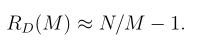 R_D(M) ≈ N/M − 1.